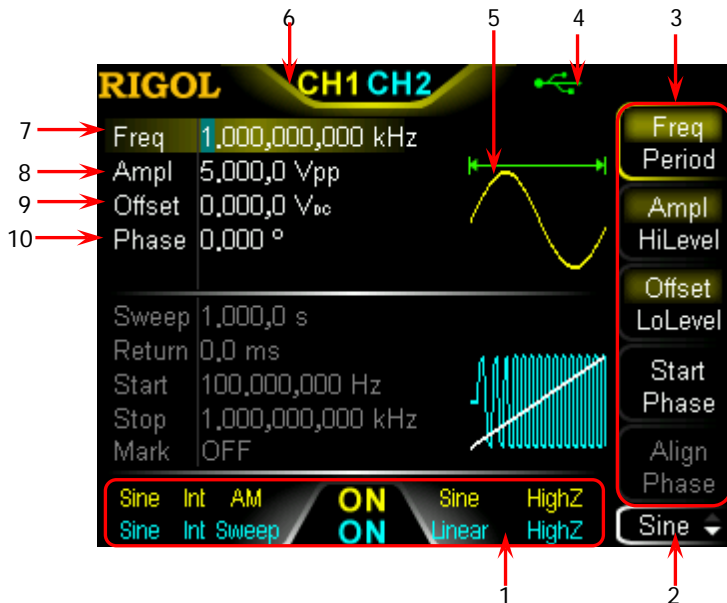 6 5 4 3
RIGOL CH1 CH2
7 Freq 1.000,000,000 kHz
8 Ampl 5.000,0 Vpp
9 Offset 0.000,0 VDC
10 Phase 0.000 °
Freq
Period
Ampl
HiLevel
Offset
LoLevel
Start
Phase
Align
Phase
Sweep 1.000,0 s
Return 0.0 ms
Start 100.000,000 Hz
Stop 1.000,000,000 kHz
Mark OFF
Sine Int AM ON Sine HighZ
Sine Int Sweep ON Linear HighZ
Sine
1 2